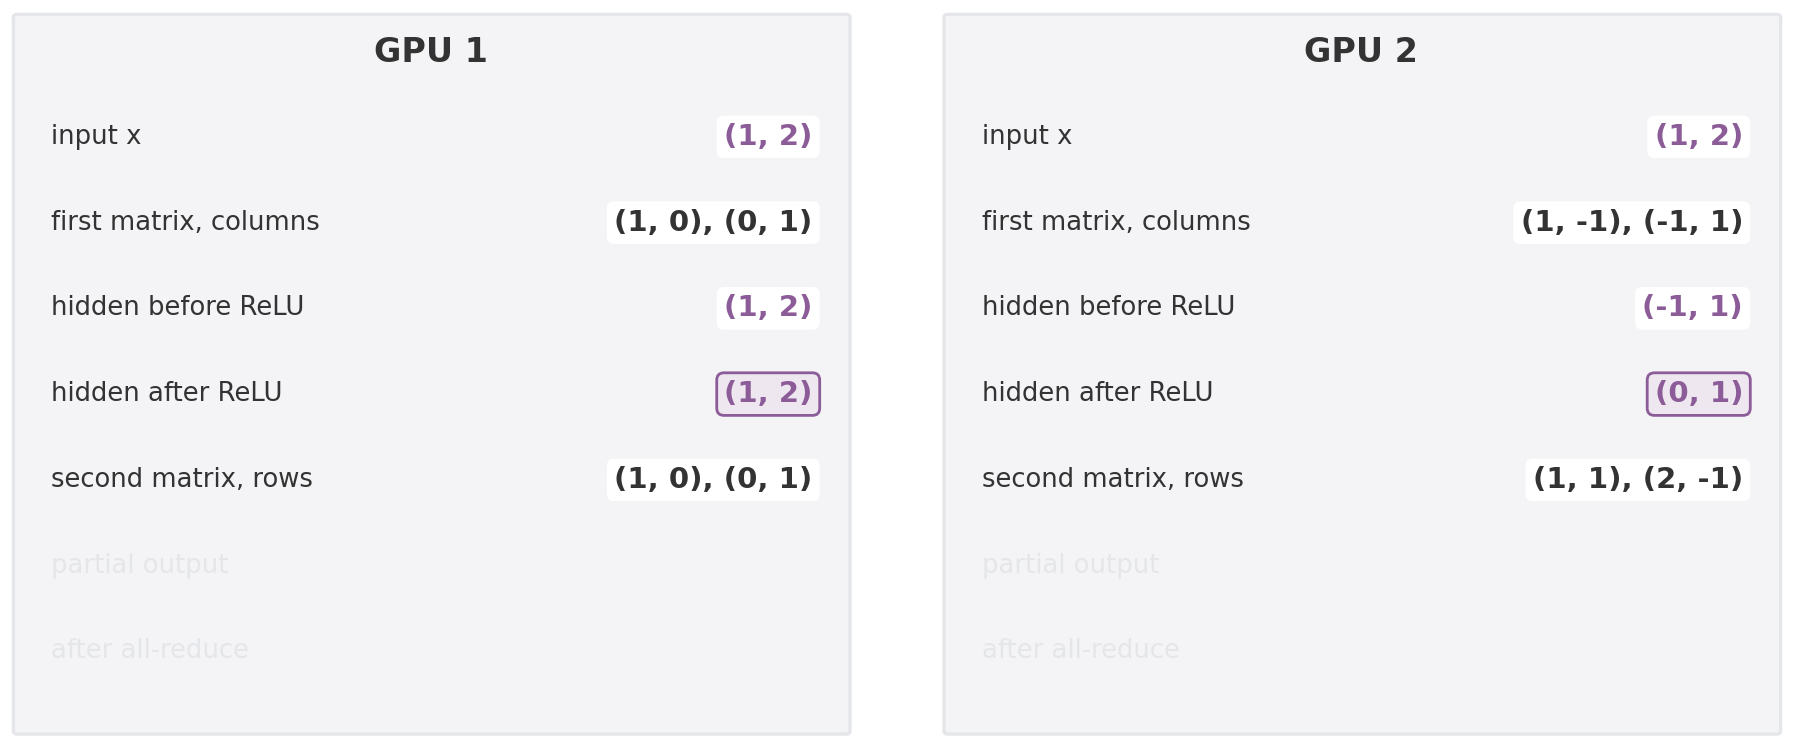 GPU 1
input x (1, 2)
first matrix, columns (1, 0), (0, 1)
hidden before ReLU (1, 2)
hidden after ReLU (1, 2)
second matrix, rows (1, 0), (0, 1)
partial output
after all-reduce
GPU 2
input x (1, 2)
first matrix, columns (1, -1), (-1, 1)
hidden before ReLU (-1, 1)
hidden after ReLU (0, 1)
second matrix, rows (1, 1), (2, -1)
partial output
after all-reduce